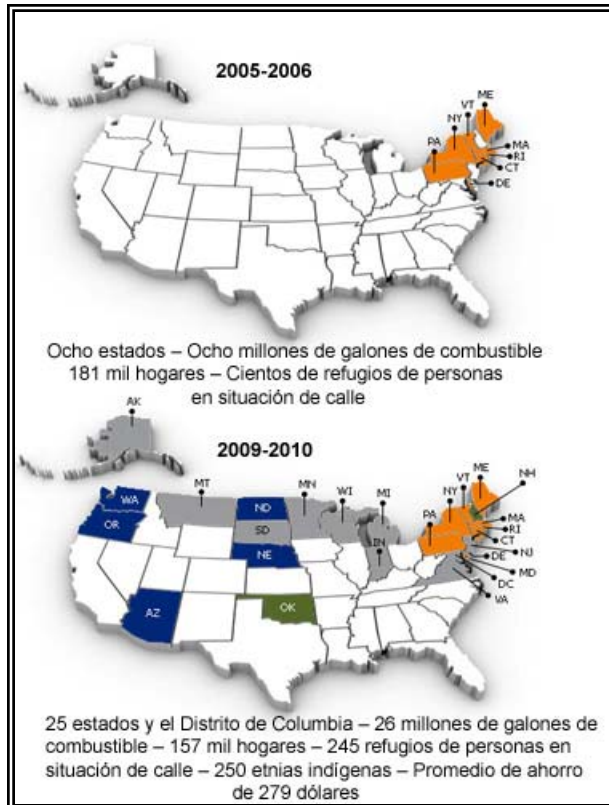 2005-2006
ME
VT
NY
PA
MA
RI
CT
DE
Ocho estados – Ocho millones de galones de combustible
181 mil hogares – Cientos de refugios de personas
en situación de calle
AK
2009-2010
WA
OR
MT
ND
SD
NE
MN
WI
MI
IN
AZ
OK
PA
NY
VT
ME
NH
MA
RI
CT
NJ
DE
MD
DC
VA
25 estados y el Distrito de Columbia – 26 millones de galones de
combustible – 157 mil hogares – 245 refugios de personas en
situación de calle – 250 etnias indígenas – Promedio de ahorro
de 279 dólares